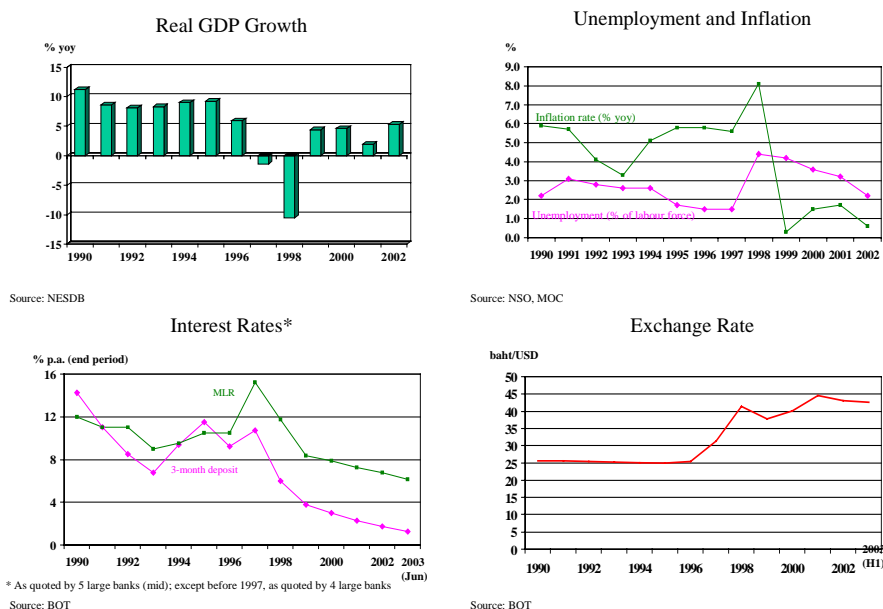 Real GDP Growth
% yoy
15
10
5
0
-5
-10
-15
1990 1992 1994 1996 1998 2000 2002
Source: NESDB
Unemployment and Inflation
%
9.0
8.0
7.0
6.0
5.0
4.0
3.0
2.0
1.0
0.0
Inflation rate (% yoy)
Unemployment (% of labour force)
1990 1991 1992 1993 1994 1995 1996 1997 1998 1999 2000 2001 2002
Source: NSO, MOC
Interest Rates*
% p.a. (end period)
16
12
8
4
0
MLR
3-month deposit
1990 1992 1994 1996 1998 2000 2002 2003
(Jun)
* As quoted by 5 large banks (mid); except before 1997, as quoted by 4 large banks
Source: BOT
Exchange Rate
baht/USD
50
45
40
35
30
25
20
15
10
5
0
1990 1992 1994 1996 1998 2000 2002
(H1)
Source: BOT